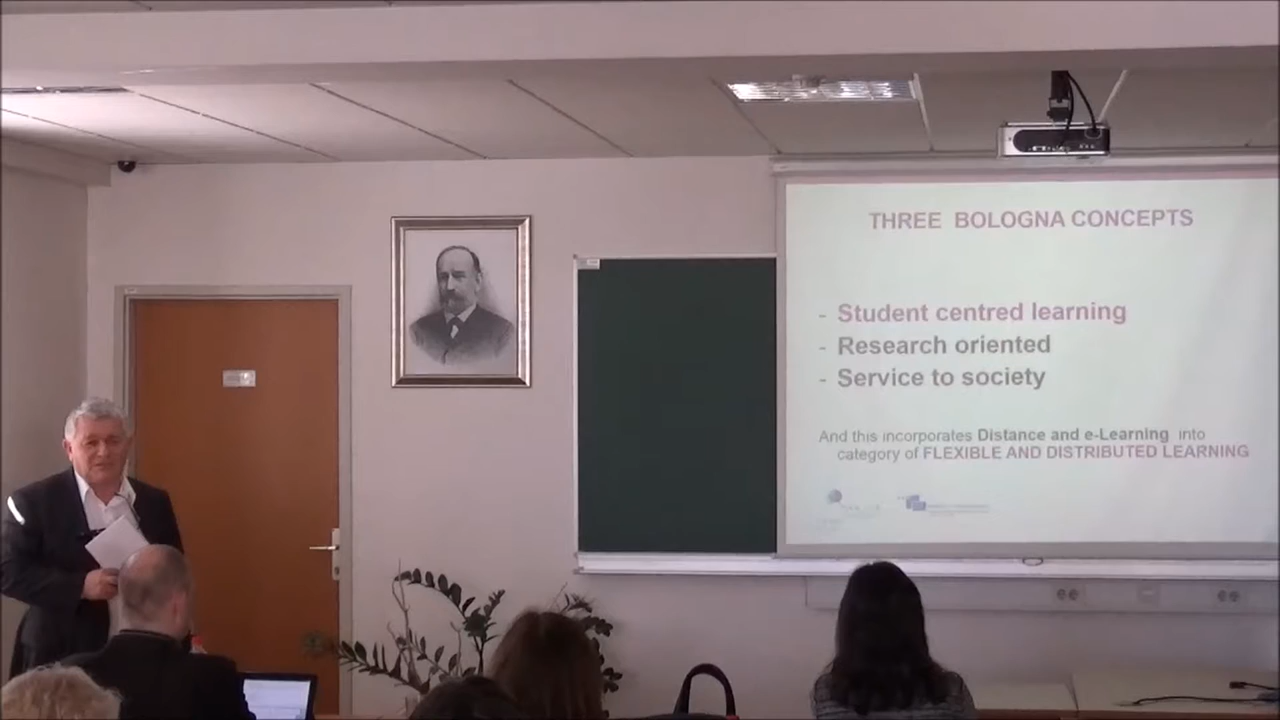 THREE BOLOGNA CONCEPTS
- Student centred learning
- Research oriented
- Service to society
And this incorporates Distance and e-Learning into
category of FLEXIBLE AND DISTRIBUTED LEARNING